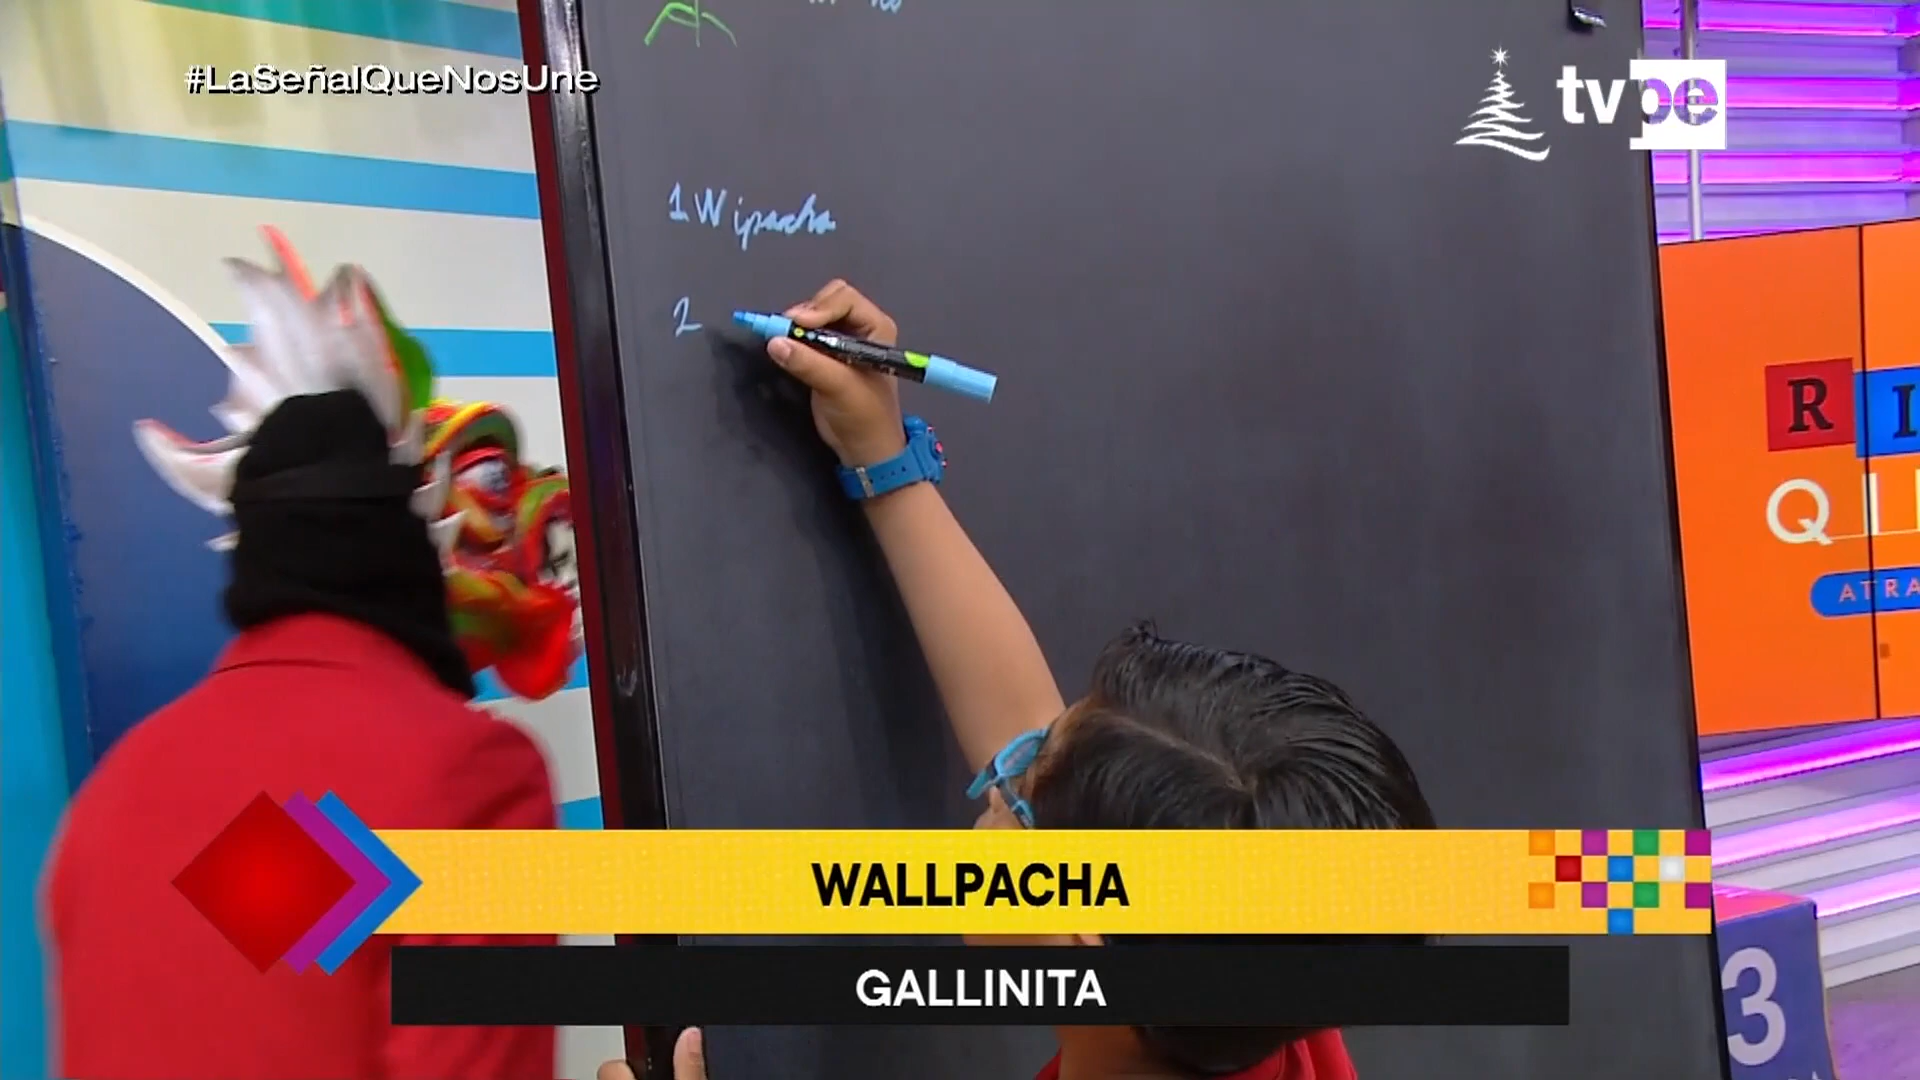 #LaSeñalQueNosUne
tvpe
1 Wipacha
2
R I
Q I
ATRA
WALLPACHA
GALLINITA
3